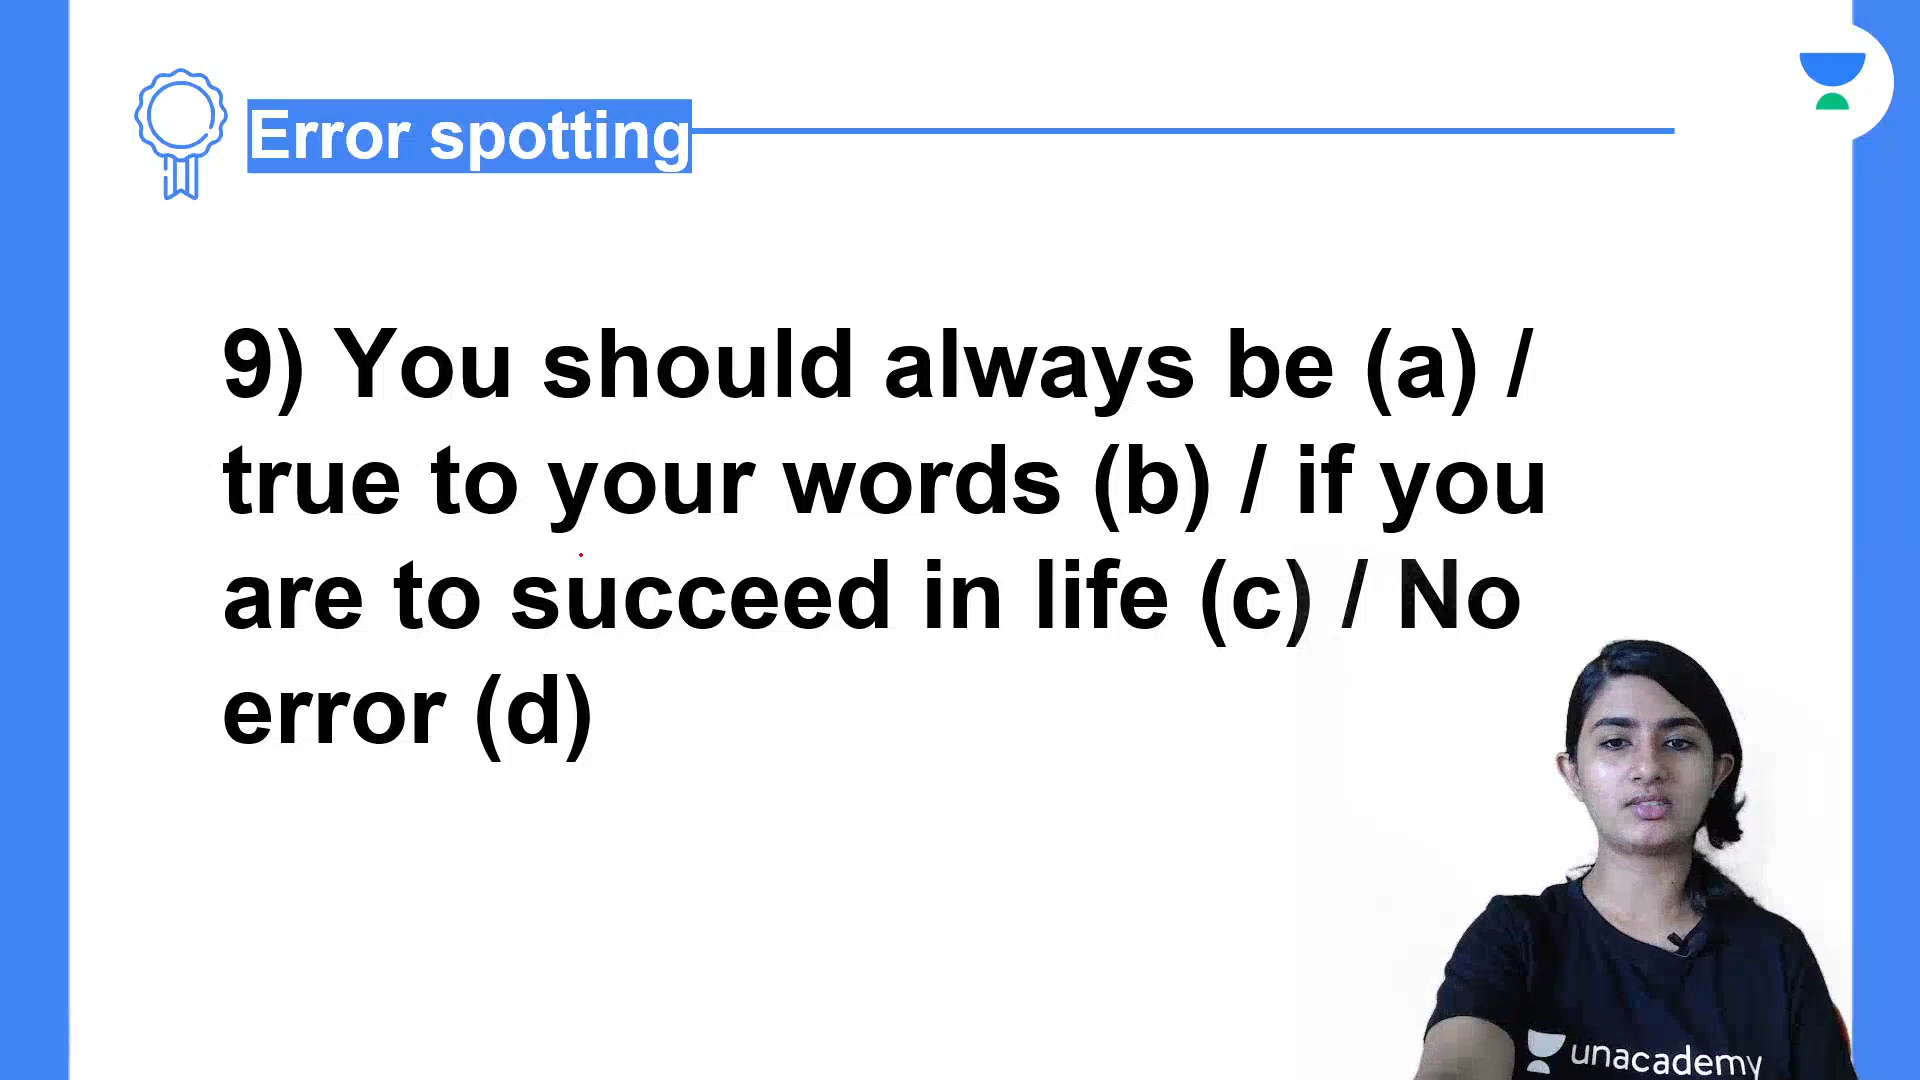 Error spotting
9) You should always be (a) /
true to your words (b) / if you
are to succeed in life (c) / No
error (d)
unacademy